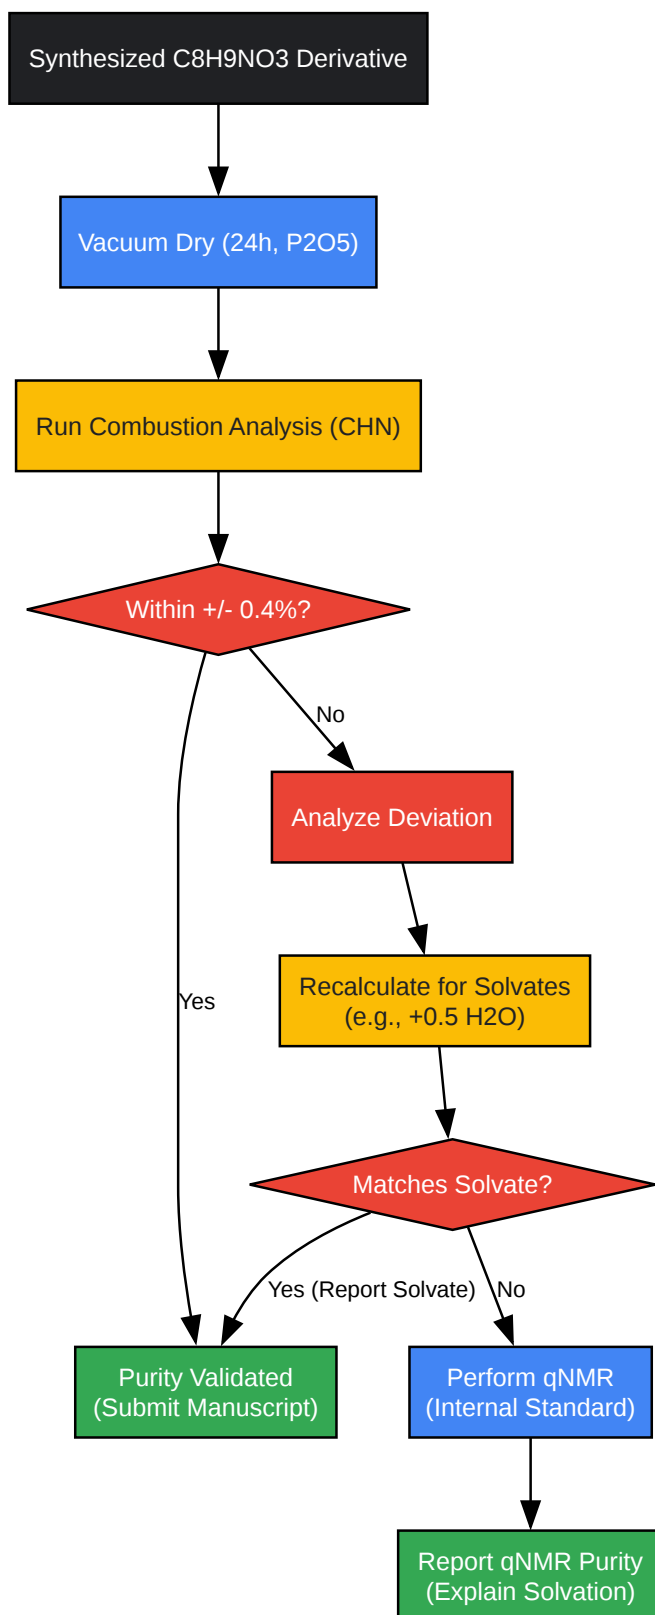 Synthesized C8H9NO3 Derivative
Vacuum Dry (24h, P2O5)
Run Combustion Analysis (CHN)
Within +/- 0.4%?
No
Analyze Deviation
Recalculate for Solvates
(e.g., +0.5 H2O)
Yes
Matches Solvate?
Yes (Report Solvate)
No
Purity Validated
(Submit Manuscript)
Perform qNMR
(Internal Standard)
Report qNMR Purity
(Explain Solvation)